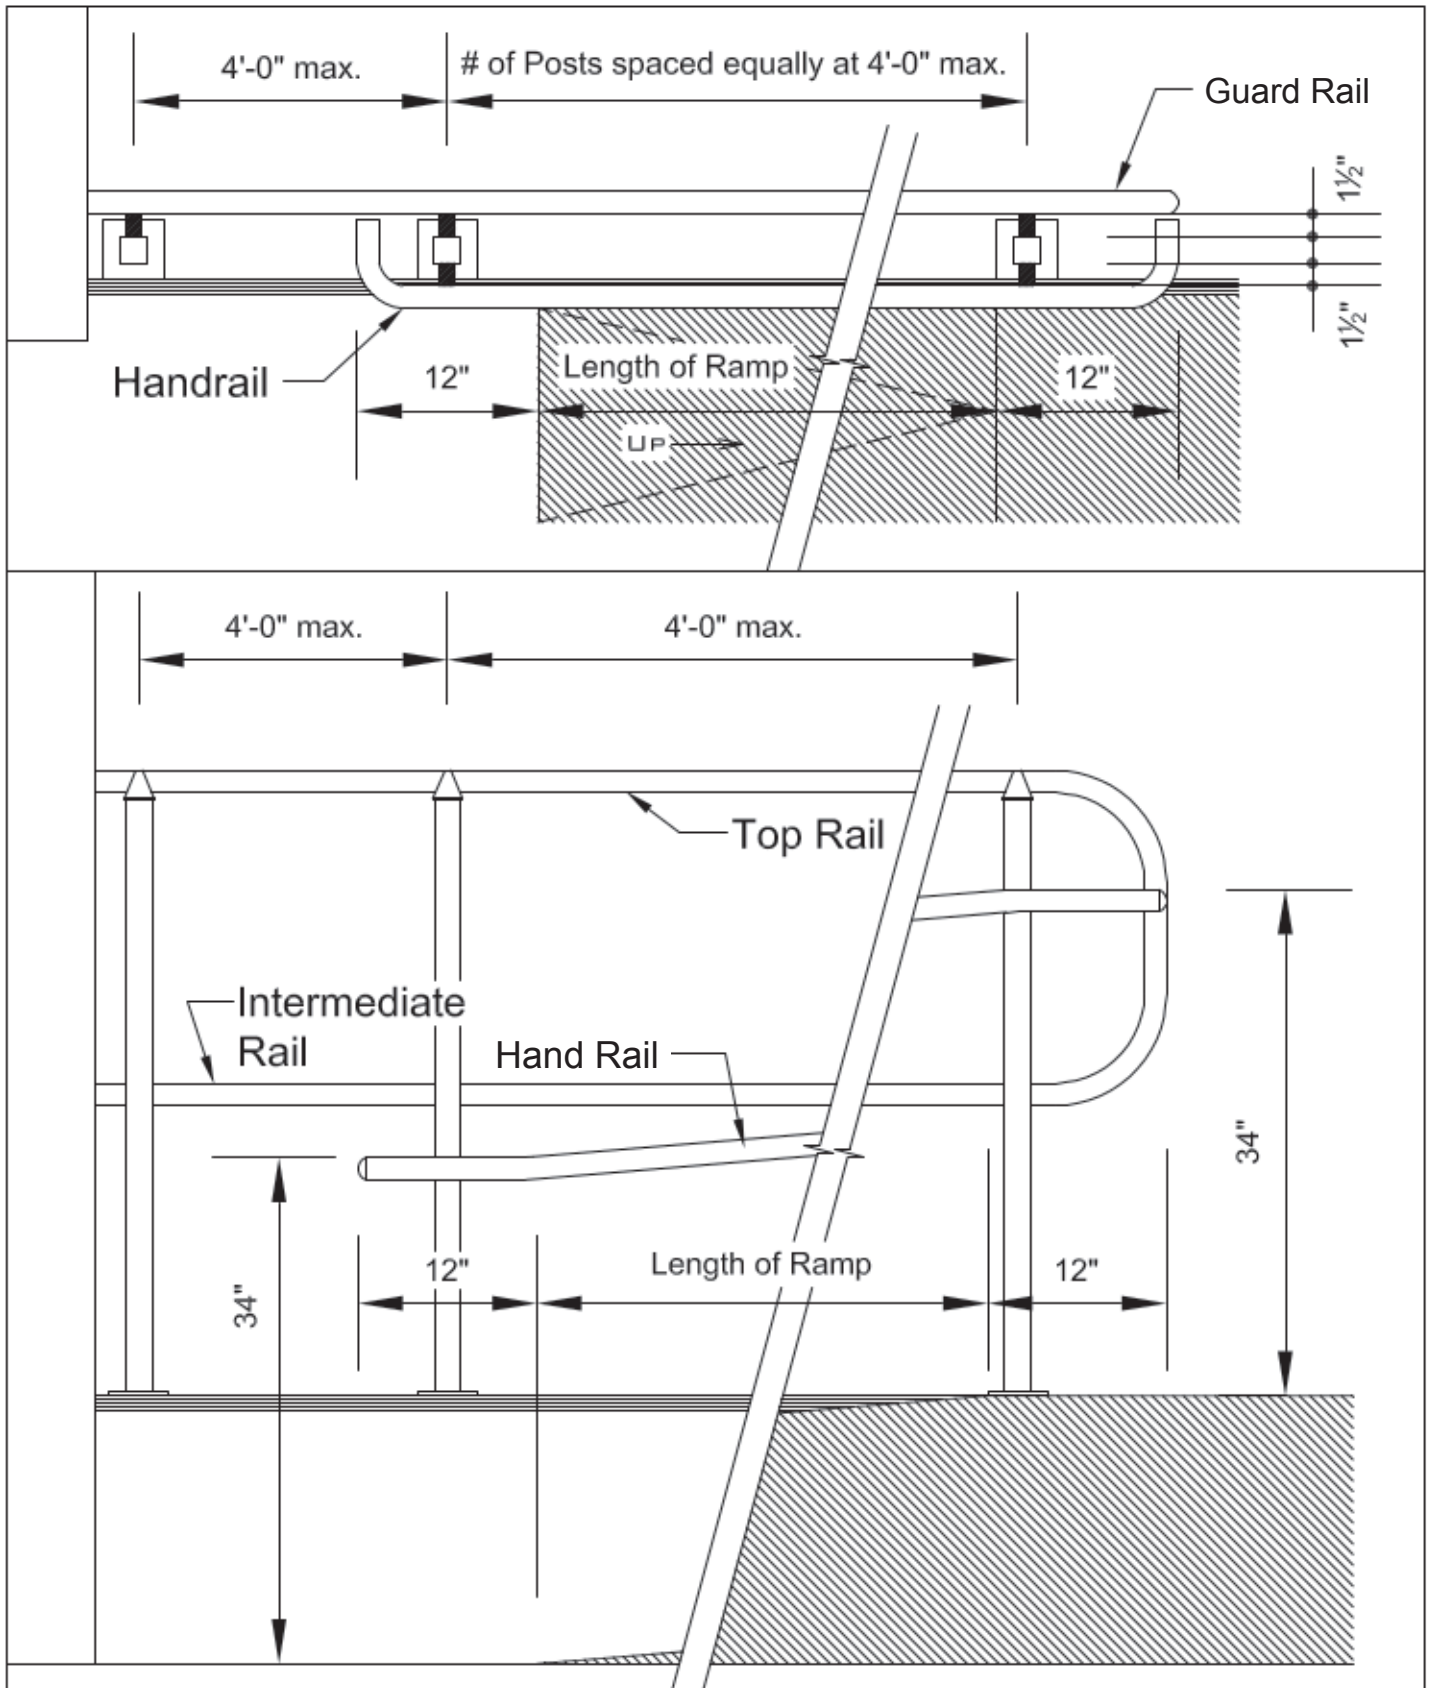 4'-0" max.
# of Posts spaced equally at 4'-0" max.
Guard Rail
1½"
1½"
Handrail
12"
Length of Ramp
12"
UP
4'-0" max.
4'-0" max.
Top Rail
Intermediate
Rail
Hand Rail
34"
34"
12"
Length of Ramp
12"